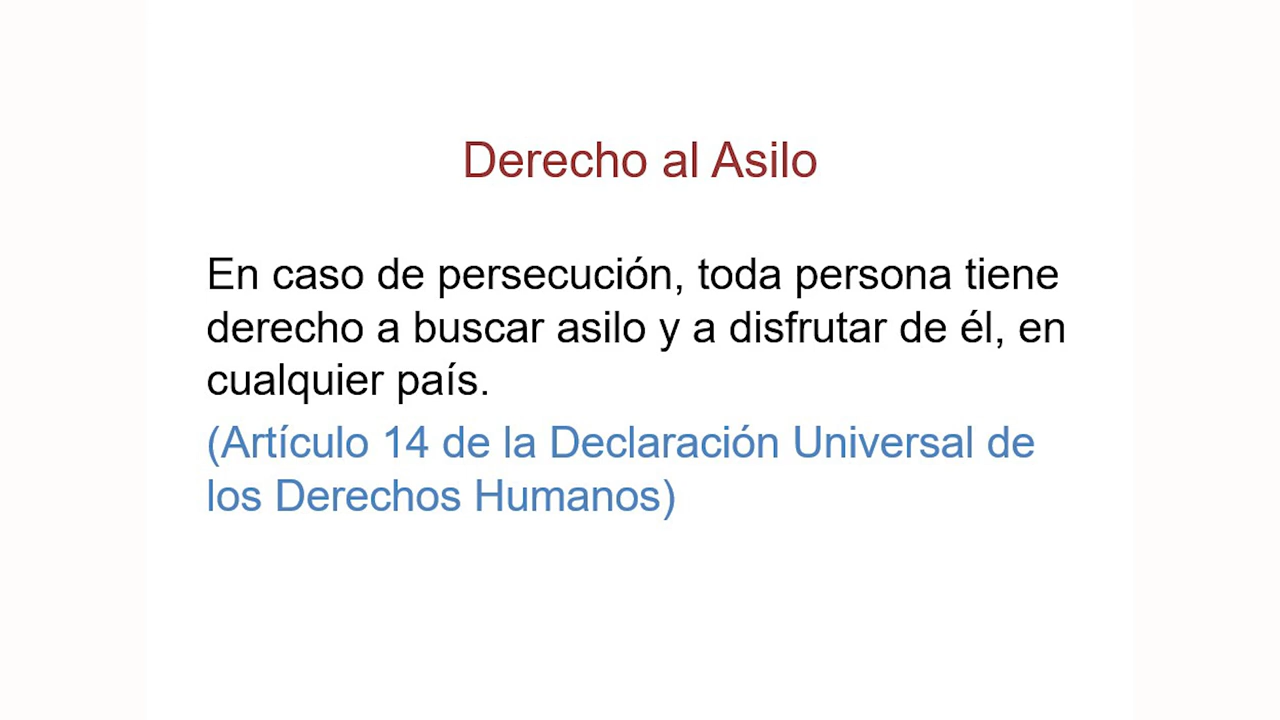 Derecho al Asilo
En caso de persecución, toda persona tiene
derecho a buscar asilo y a disfrutar de él, en
cualquier país.
(Artículo 14 de la Declaración Universal de
los Derechos Humanos)